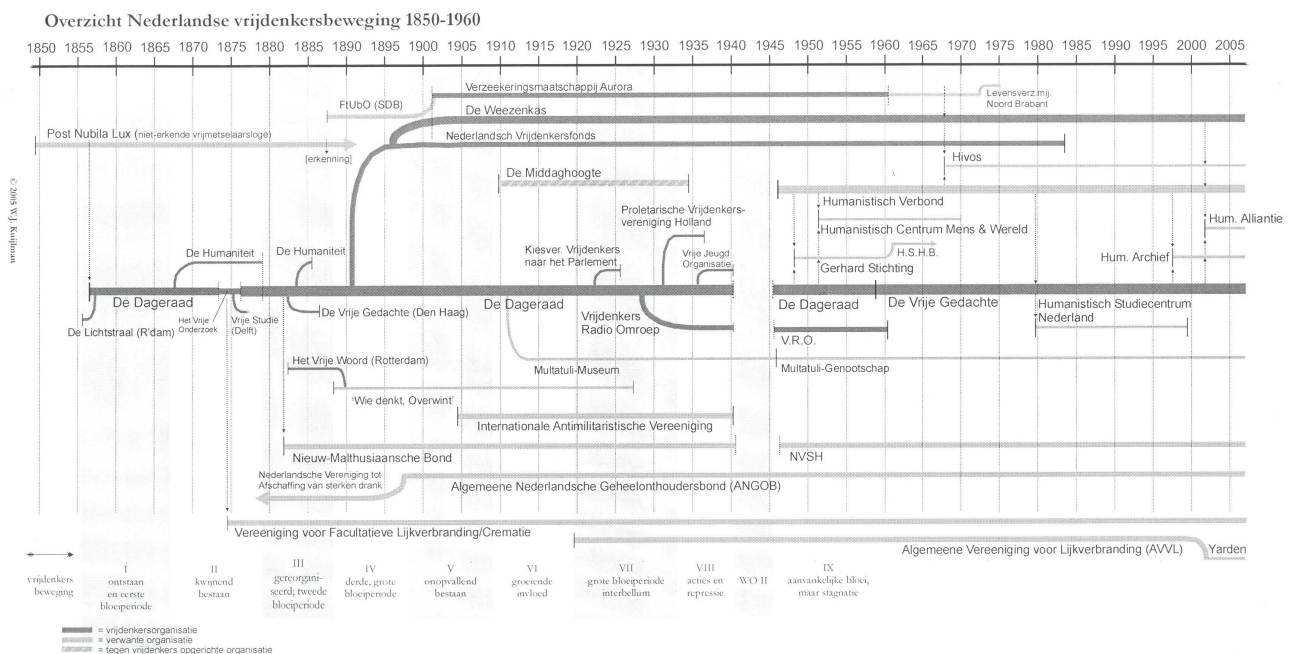 Overzicht Nederlandse vrijdenkersbeweging 1850-1960
1850 1855 1860 1865 1870 1875 1880 1885 1890 1895 1900 1905 1910 1915 1920 1925 1930 1935 1940 1945 1950 1955 1960 1965 1970 1975 1980 1985 1990 1995 2000 2005
Verzeekeringsmaatschappij Aurora
Levensverz.mij.
Noord Brabant
FtUbO (SDB)
De Weezenkas
Post Nubila Lux (niet-erkende vrijmetselaarsloge)
Nederlandsch Vrijdenkersfonds
[erkenning]
Hivos
De Middaghoogte
Humanistisch Verbond
Proletarische Vrijdenkers-
vereniging Holland
Humanistisch Centrum Mens & Wereld
Hum. Alliantie
De Humaniteit
De Humaniteit
Kiesver. Vrijdenkers
naar het Parlement
Vrije Jeugd
Organisatie
H.S.H.B.
Gerhard Stichting
Hum. Archief
De Dageraad
De Dageraad
De Dageraad
De Vrije Gedachte
Humanistisch Studiecentrum
Nederland
De Lichtstraal (R'dam)
Het Vrije
Onderzoek
Vrije Studie
(Delft)
De Vrije Gedachte (Den Haag)
Vrijdenkers
Radio Omroep
V.R.O.
Het Vrije Woord (Rotterdam)
Multatuli-Museum
Multatuli-Genootschap
'Wie denkt, Overwint'
Internationale Antimilitaristische Vereeniging
Nieuw-Malthusiaansche Bond
NVSH
Nederlandsche Vereniging tot
Afschaffing van sterken drank
Algemeene Nederlandsche Geheelonthoudersbond (ANGOB)
Vereeniging voor Facultatieve Lijkverbranding/Crematie
Algemeene Vereeniging voor Lijkverbranding (AVVL)
Yarden
vrijdenkers
beweging
I
ontstaan
en eerste
bloeiperiode
II
kwijnend
bestaan
III
gereorgani-
seerd; tweede
bloeiperiode
IV
derde, grote
bloeiperiode
V
onopvallend
bestaan
VI
groeiende
invloed
VII
grote bloeiperiode
interbellum
VIII
acties en
repressie
WO II
IX
aanvankelijke bloei,
maar stagnatie
= vrijdenkersorganisatie
= verwante organisatie
= tegen vrijdenkers opgerichte organisatie
© 2005 W.J. Kuijlman